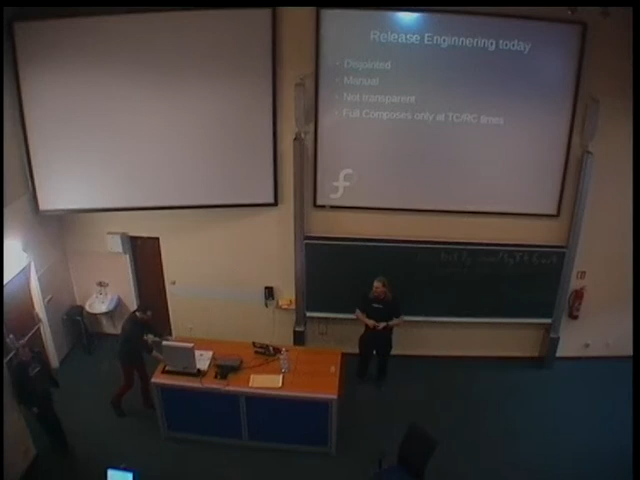 Release Enginnering today
Disjointed
Manual
Not transparent
Full Composes only at TC/RC times